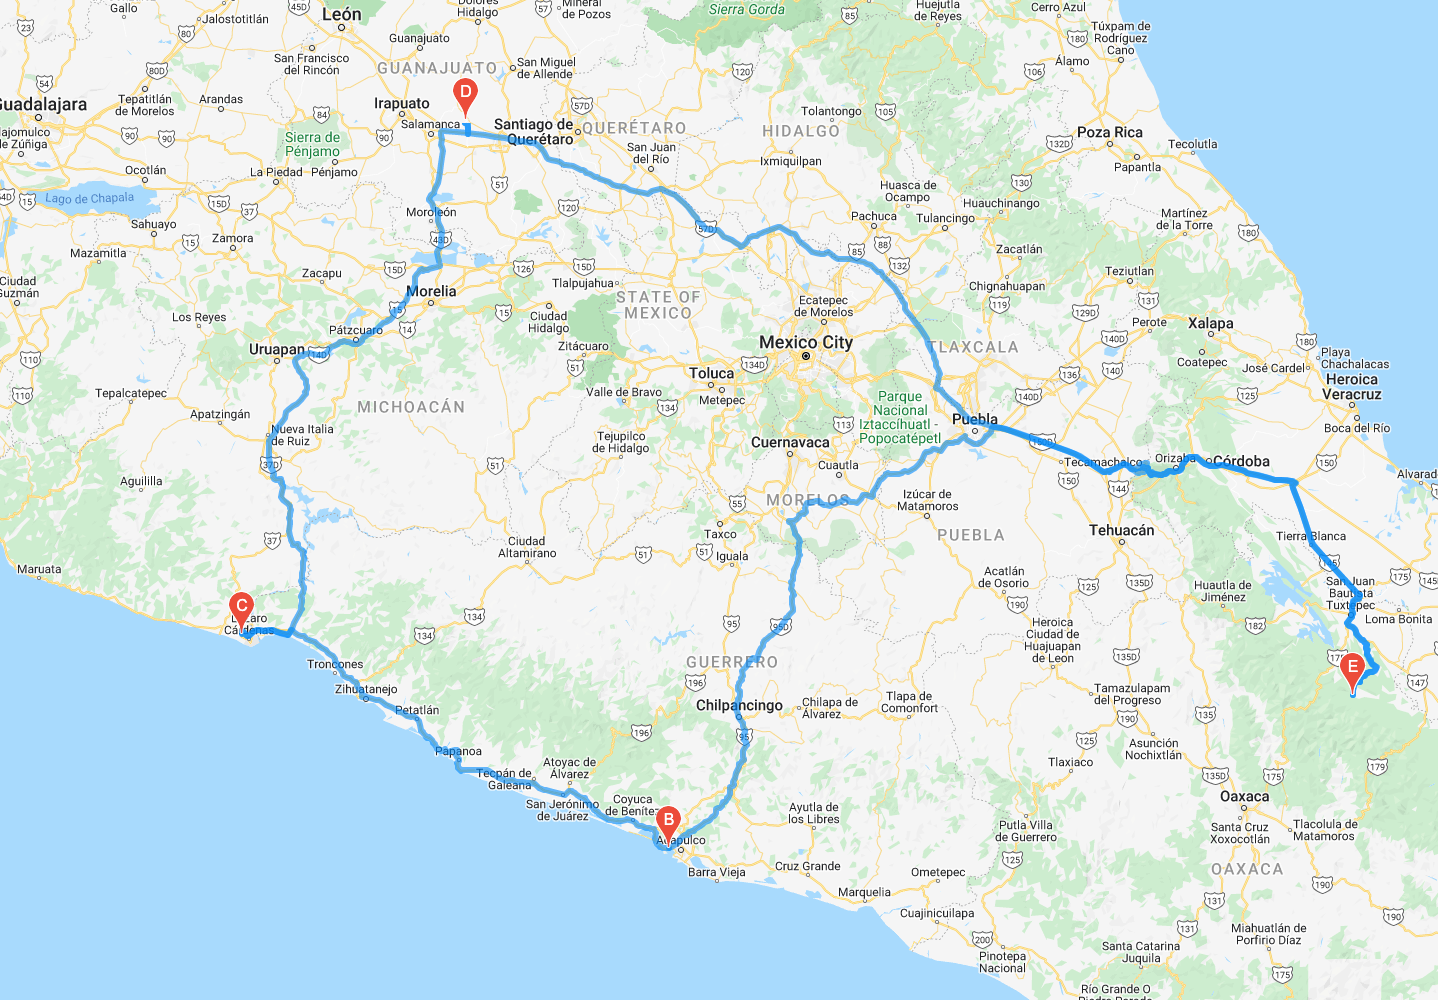 Gallo
Jalostotitlán
León
Dolores
Hidalgo
Mineral
de Pozos
Sierra Gorda
Huejutla
de Reyes
Cerro Azul
Túxpam de
Rodríguez
Cano
Álamo
Guanajuato
San Francisco
del Rincón
GUANAJUATO
San Miguel
de Allende
Guadalajara
Tepatitlán
de Morelos
Arandas
Irapuato
D
Salamanca
Santiago de
Querétaro
QUERÉTARO
Tolantongo
HIDALGO
Poza Rica
Tecolutla
Papantla
Sierra de
Pénjamo
San Juan
del Río
Ixmiquilpan
Ocotlán
La Piedad
Pénjamo
Lago de Chapala
Huasca de
Ocampo
Huauchinango
Sahuayo
Zamora
Moroleón
Pachuca
Tulancingo
Martínez
de la Torre
Mazamitla
Zacatlán
Ciudad
Guzmán
Zacapu
Morelia
Tlalpujahua
Teziutlan
Chignahuapan
STATE OF
MEXICO
Ecatepec
de Morelos
Los Reyes
Pátzcuaro
Ciudad
Hidalgo
Perote
Xalapa
Uruapan
Zitácuaro
Mexico City
TLAXCALA
Coatepec
Playa
Chachalacas
José Cardel
Heroica
Veracruz
Tepalcatepec
Toluca
Metepec
Valle de Bravo
MICHOACÁN
Parque
Nacional
Iztaccíhuatl -
Popocatépetl
Apatzingán
Nueva Italia
de Ruiz
Tejupilco
de Hidalgo
Cuernavaca
Puebla
Boca del Río
Cuautla
Tecamachalco
Orizaba
Córdoba
Alvarado
Aguililla
MORELOS
Izúcar de
Matamoros
Taxco
PUEBLA
Tehuacán
Tierra Blanca
Ciudad
Altamirano
Iguala
Maruata
Acatlán
de Osorio
Huautla de
Jiménez
San Juan
Bautista
Tuxtepec
Loma Bonita
C
Lázaro
Cárdenas
Heroica
Ciudad de
Huajuapan
de León
Troncones
GUERRERO
E
Zihuatanejo
Petatlán
Chilpancingo
Chilapa de
Álvarez
Tlapa de
Comonfort
Tamazulapam
del Progreso
Papanoa
Asunción
Nochixtlán
Tlaxiaco
Atoyac de
Álvarez
Tecpán de
Galeana
San Jerónimo
de Juárez
Coyuca
de Benítez
B
Acapulco
Ayutla de
los Libres
Oaxaca
Putla Villa
de Guerrero
Santa Cruz
Xoxocotlán
Tlacolula de
Matamoros
Barra Vieja
Cruz Grande
Ometepec
OAXACA
Marquelia
Cuajinicuilapa
Miahuatlán de
Porfirio Díaz
Pinotepa
Nacional
Santa Catarina
Juquila
Río Grande O